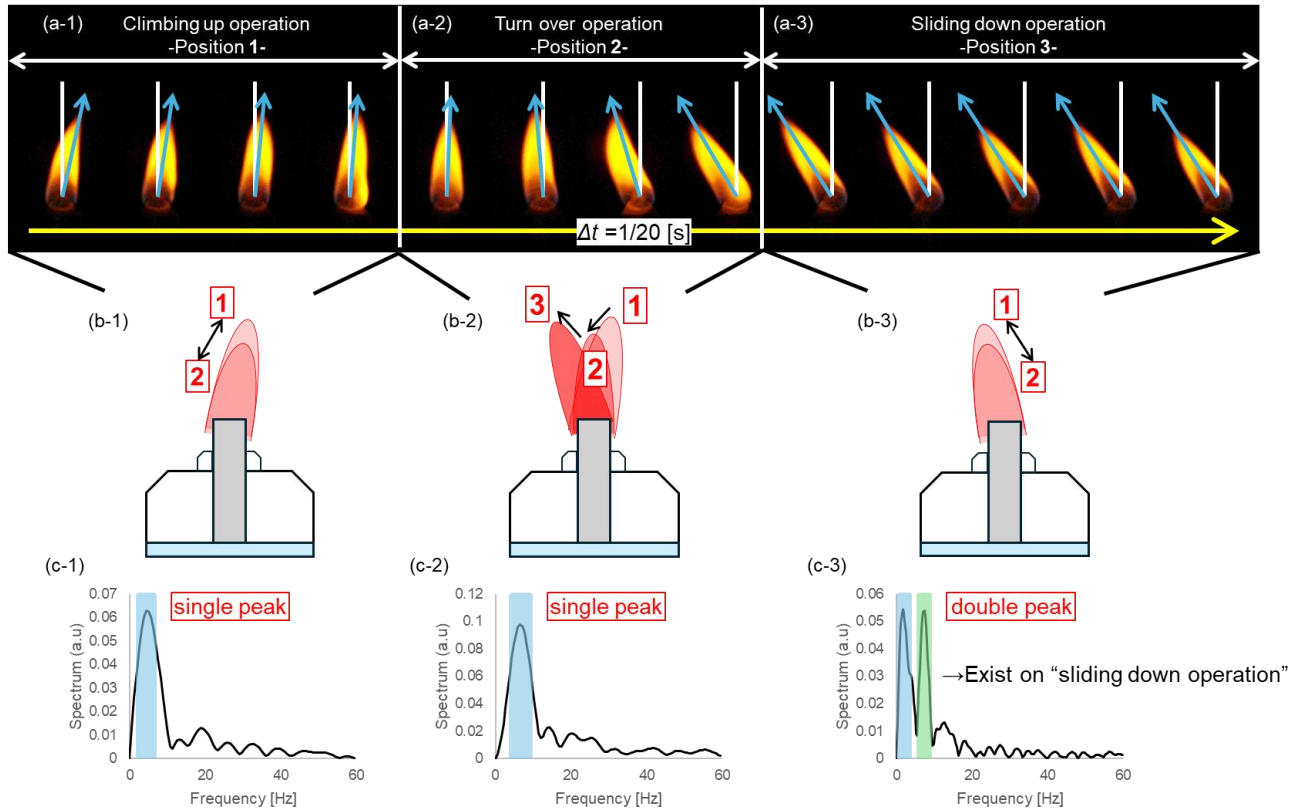 (a-1)
Climbing up operation
-Position 1-
(a-2)
Turn over operation
-Position 2-
(a-3)
Sliding down operation
-Position 3-
Δt =1/20 [s]
(b-1)
1
2
(b-2)
3
1
2
(b-3)
1
2
(c-1)
single peak
0.07
0.06
0.05
0.04
0.03
0.02
0.01
0
Spectrum (a.u)
0
20
40
60
Frequency [Hz]
(c-2)
single peak
0.12
0.1
0.08
0.06
0.04
0.02
0
Spectrum (a.u)
0
20
40
60
Frequency [Hz]
(c-3)
double peak
0.06
0.05
0.04
0.03
0.02
0.01
0
Spectrum (a.u)
0
20
40
60
Frequency [Hz]
→Exist on “sliding down operation”